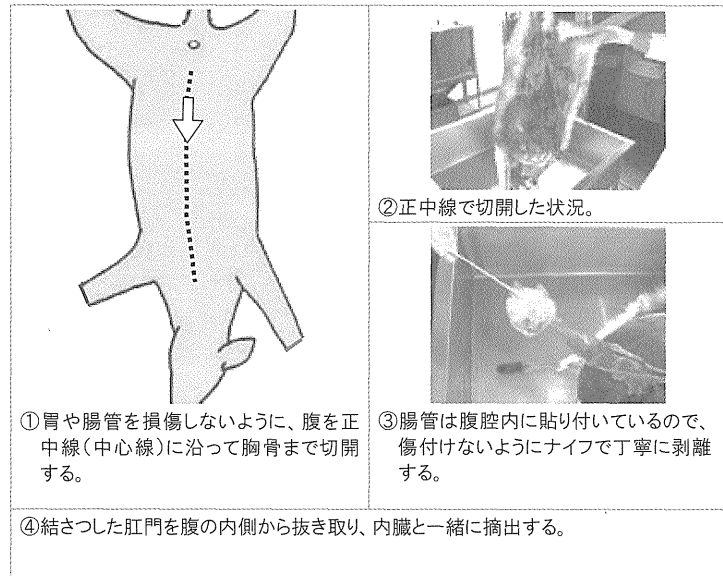 ①胃や腸管を損傷しないように、腹を正
中線(中心線)に沿って胸骨まで切開
する。
②正中線で切開した状況。
③腸管は腹腔内に貼り付いているので、
傷付けないようにナイフで丁寧に剥離
する。
④結さつした肛門を腹の内側から抜き取り、内臓と一緒に摘出する。